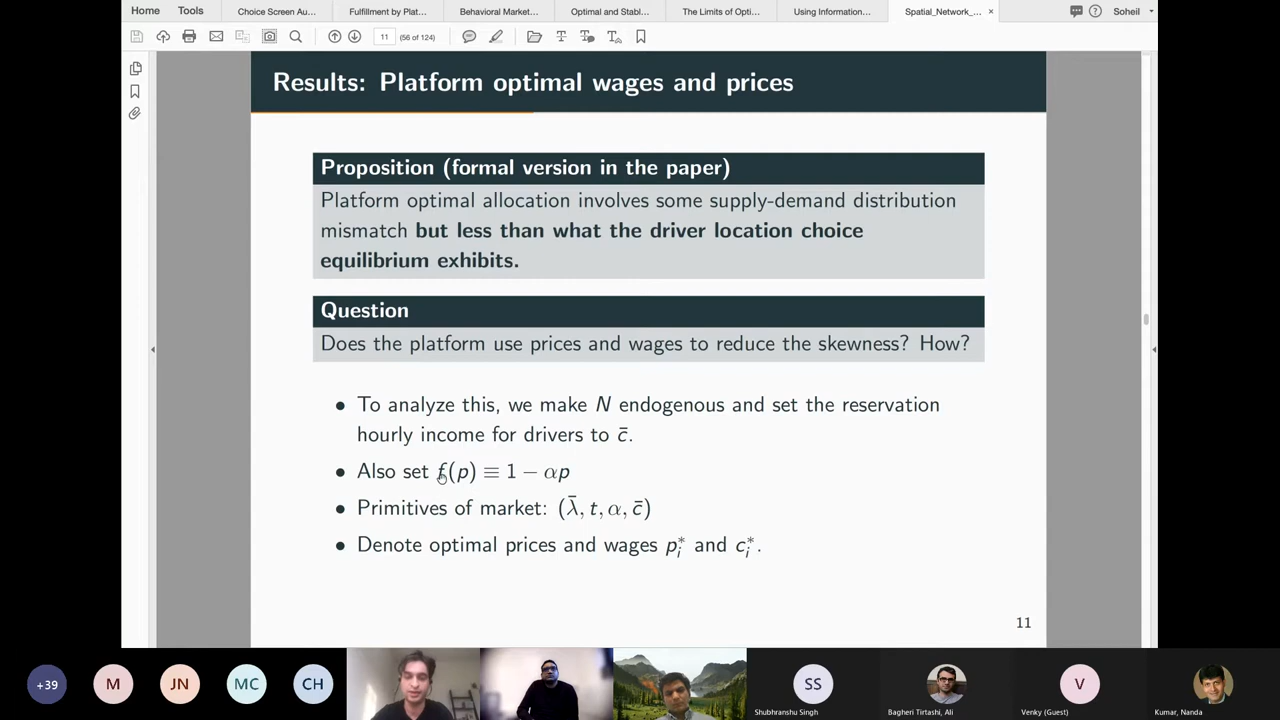 Home Tools Choice Screen Au... Fulfillment by Plat... Behavioral Market... Optimal and Stabl... The Limits of Opti... Using Information... Spatial_Network_... × ? Soheil
11 (56 of 124)
Results: Platform optimal wages and prices
Proposition (formal version in the paper)
Platform optimal allocation involves some supply-demand distribution
mismatch but less than what the driver location choice
equilibrium exhibits.
Question
Does the platform use prices and wages to reduce the skewness? How?
• To analyze this, we make N endogenous and set the reservation
hourly income for drivers to c̄.
• Also set f(p) ≡ 1 − αp
• Primitives of market: (λ̄, t, α, c̄)
• Denote optimal prices and wages p*ᵢ and c*ᵢ.
11
+39 M JN MC CH SS V
Shubhranshu Singh Bagheri Tirtashi, Ali Venky (Guest) Kumar, Nanda